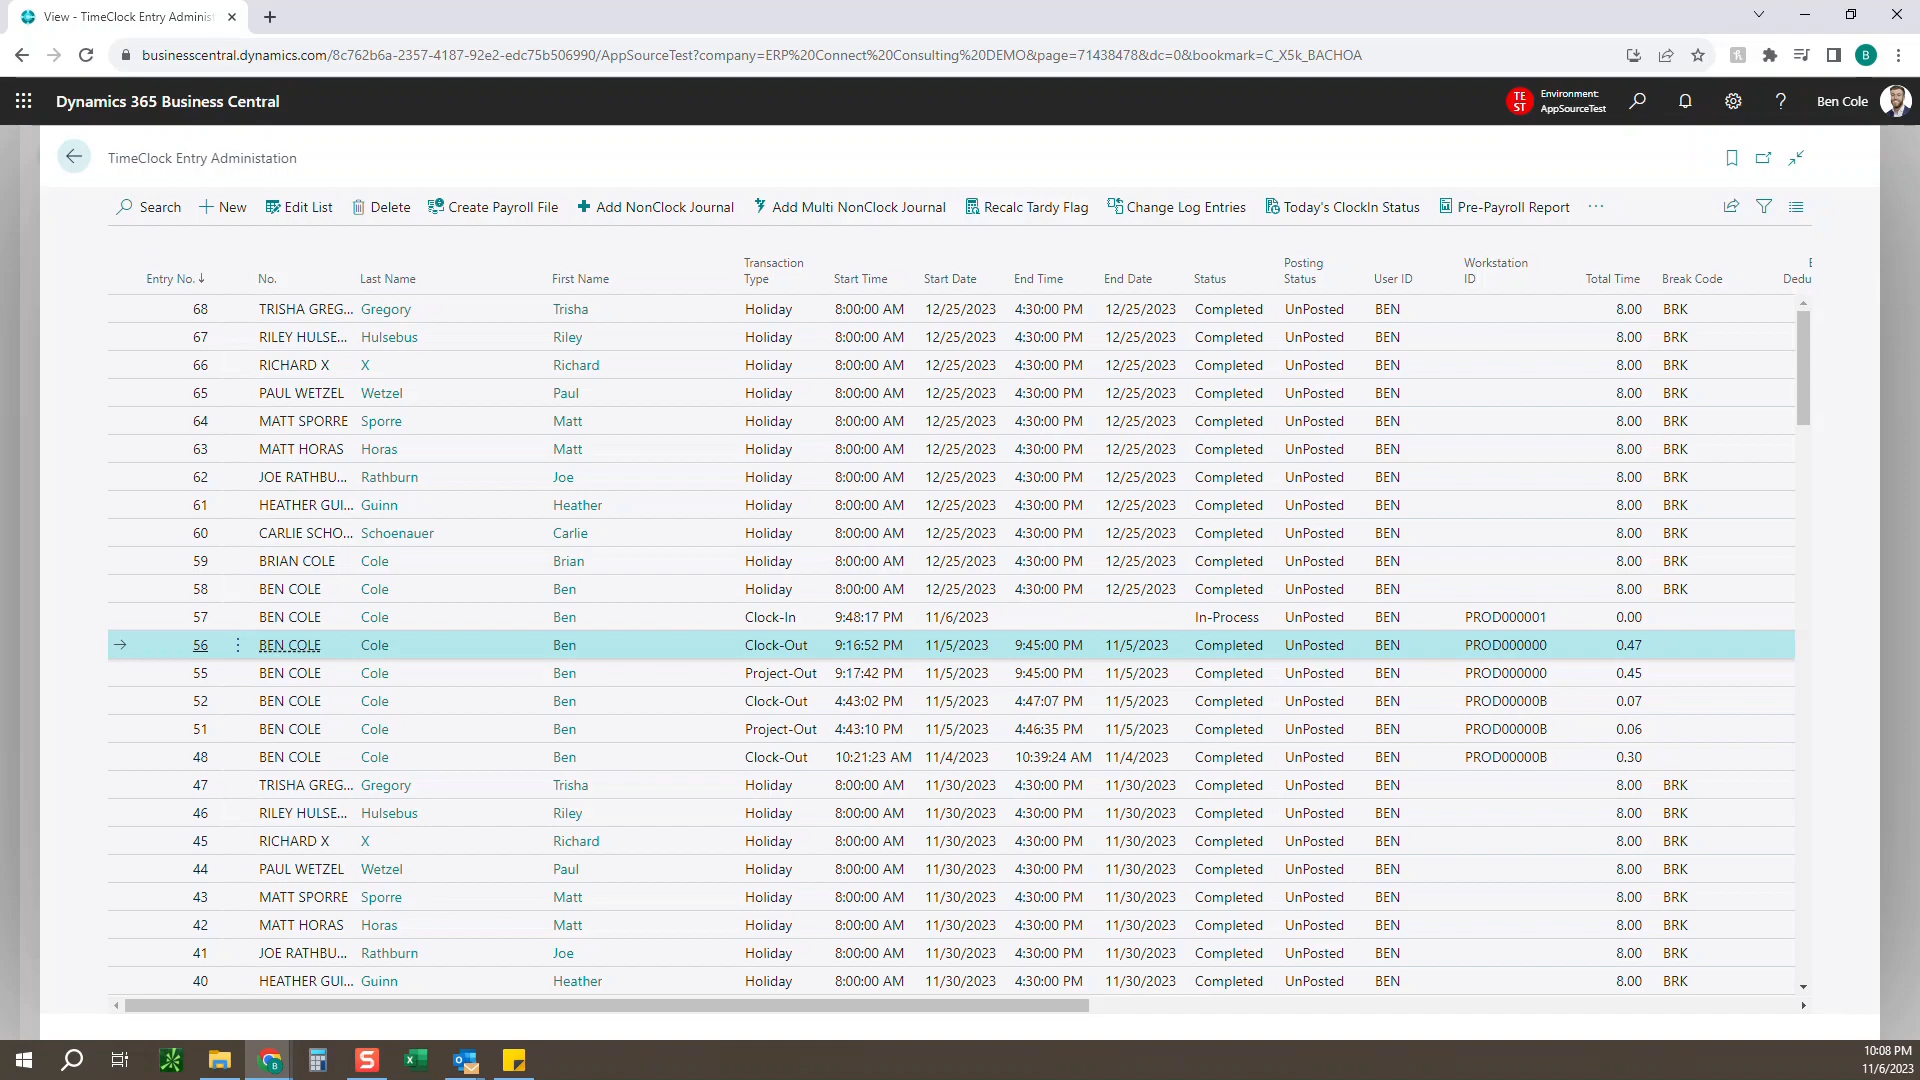 View - TimeClock Entry Administ
businesscentral.dynamics.com/8c762b6a-2357-4187-92e2-edc75b506990/AppSourceTest?company=ERP%20Connect%20Consulting%20DEMO&page=71438478&dc=0&bookmark=C_X5k_BACHOA
B
Dynamics 365 Business Central
TE ST
Environment:
AppSourceTest
Ben Cole
TimeClock Entry Administation
Search New Edit List Delete Create Payroll File Add NonClock Journal Add Multi NonClock Journal Recalc Tardy Flag Change Log Entries Today's ClockIn Status Pre-Payroll Report
Entry No. ↓ No. Last Name First Name Transaction Type Start Time Start Date End Time End Date Status Posting Status User ID Workstation ID Total Time Break Code Dedu
68 TRISHA GREG... Gregory Trisha Holiday 8:00:00 AM 12/25/2023 4:30:00 PM 12/25/2023 Completed UnPosted BEN 8.00 BRK
67 RILEY HULSE... Hulsebus Riley Holiday 8:00:00 AM 12/25/2023 4:30:00 PM 12/25/2023 Completed UnPosted BEN 8.00 BRK
66 RICHARD X X Richard Holiday 8:00:00 AM 12/25/2023 4:30:00 PM 12/25/2023 Completed UnPosted BEN 8.00 BRK
65 PAUL WETZEL Wetzel Paul Holiday 8:00:00 AM 12/25/2023 4:30:00 PM 12/25/2023 Completed UnPosted BEN 8.00 BRK
64 MATT SPORRE Sporre Matt Holiday 8:00:00 AM 12/25/2023 4:30:00 PM 12/25/2023 Completed UnPosted BEN 8.00 BRK
63 MATT HORAS Horas Matt Holiday 8:00:00 AM 12/25/2023 4:30:00 PM 12/25/2023 Completed UnPosted BEN 8.00 BRK
62 JOE RATHBU... Rathburn Joe Holiday 8:00:00 AM 12/25/2023 4:30:00 PM 12/25/2023 Completed UnPosted BEN 8.00 BRK
61 HEATHER GUI... Guinn Heather Holiday 8:00:00 AM 12/25/2023 4:30:00 PM 12/25/2023 Completed UnPosted BEN 8.00 BRK
60 CARLIE SCHO... Schoenauer Carlie Holiday 8:00:00 AM 12/25/2023 4:30:00 PM 12/25/2023 Completed UnPosted BEN 8.00 BRK
59 BRIAN COLE Cole Brian Holiday 8:00:00 AM 12/25/2023 4:30:00 PM 12/25/2023 Completed UnPosted BEN 8.00 BRK
58 BEN COLE Cole Ben Holiday 8:00:00 AM 12/25/2023 4:30:00 PM 12/25/2023 Completed UnPosted BEN 8.00 BRK
57 BEN COLE Cole Ben Clock-In 9:48:17 PM 11/6/2023 In-Process UnPosted BEN PROD000001 0.00
56 BEN COLE Cole Ben Clock-Out 9:16:52 PM 11/5/2023 9:45:00 PM 11/5/2023 Completed UnPosted BEN PROD000000 0.47
55 BEN COLE Cole Ben Project-Out 9:17:42 PM 11/5/2023 9:45:00 PM 11/5/2023 Completed UnPosted BEN PROD000000 0.45
52 BEN COLE Cole Ben Clock-Out 4:43:02 PM 11/5/2023 4:47:07 PM 11/5/2023 Completed UnPosted BEN PROD00000B 0.07
51 BEN COLE Cole Ben Project-Out 4:43:10 PM 11/5/2023 4:46:35 PM 11/5/2023 Completed UnPosted BEN PROD00000B 0.06
48 BEN COLE Cole Ben Clock-Out 10:21:23 AM 11/4/2023 10:39:24 AM 11/4/2023 Completed UnPosted BEN PROD00000B 0.30
47 TRISHA GREG... Gregory Trisha Holiday 8:00:00 AM 11/30/2023 4:30:00 PM 11/30/2023 Completed UnPosted BEN 8.00 BRK
46 RILEY HULSE... Hulsebus Riley Holiday 8:00:00 AM 11/30/2023 4:30:00 PM 11/30/2023 Completed UnPosted BEN 8.00 BRK
45 RICHARD X X Richard Holiday 8:00:00 AM 11/30/2023 4:30:00 PM 11/30/2023 Completed UnPosted BEN 8.00 BRK
44 PAUL WETZEL Wetzel Paul Holiday 8:00:00 AM 11/30/2023 4:30:00 PM 11/30/2023 Completed UnPosted BEN 8.00 BRK
43 MATT SPORRE Sporre Matt Holiday 8:00:00 AM 11/30/2023 4:30:00 PM 11/30/2023 Completed UnPosted BEN 8.00 BRK
42 MATT HORAS Horas Matt Holiday 8:00:00 AM 11/30/2023 4:30:00 PM 11/30/2023 Completed UnPosted BEN 8.00 BRK
41 JOE RATHBU... Rathburn Joe Holiday 8:00:00 AM 11/30/2023 4:30:00 PM 11/30/2023 Completed UnPosted BEN 8.00 BRK
40 HEATHER GUI... Guinn Heather Holiday 8:00:00 AM 11/30/2023 4:30:00 PM 11/30/2023 Completed UnPosted BEN 8.00 BRK
10:08 PM
11/6/2023